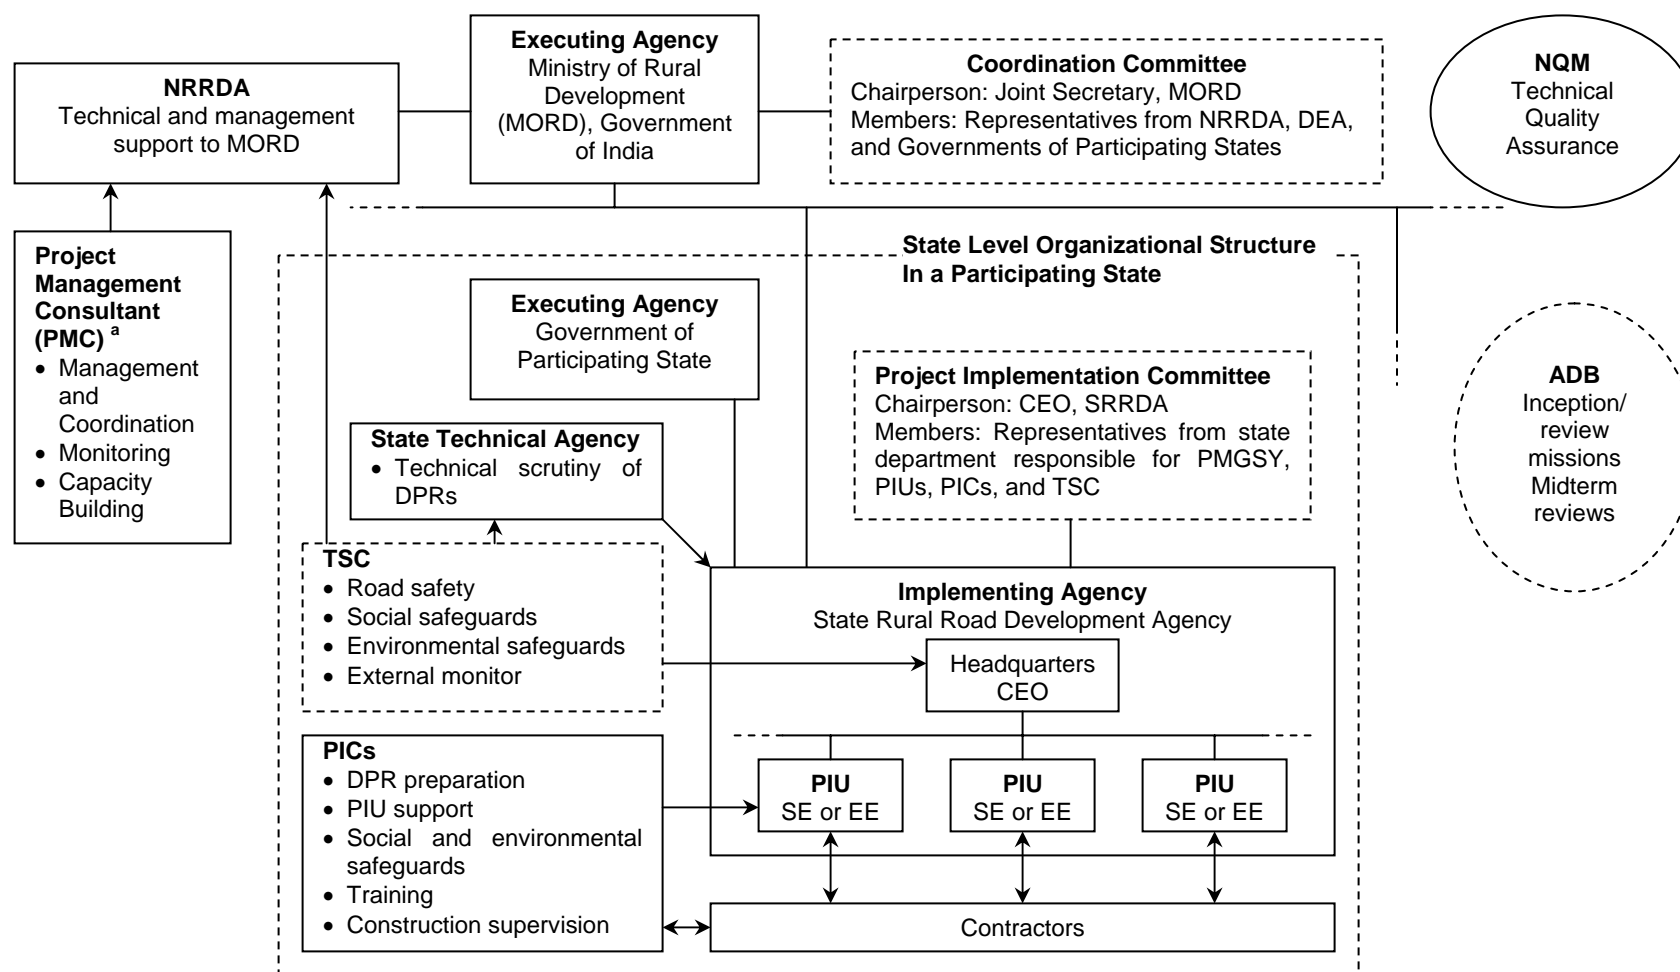 Executing Agency
Ministry of Rural
Development
(MORD), Government
of India
NRRDA
Technical and management
support to MORD
Coordination Committee
Chairperson: Joint Secretary, MORD
Members: Representatives from NRRDA, DEA,
and Governments of Participating States
NQM
Technical
Quality
Assurance
Project
Management
Consultant
(PMC) a
• Management
and
Coordination
• Monitoring
• Capacity
Building
State Level Organizational Structure
In a Participating State
Executing Agency
Government of
Participating State
Project Implementation Committee
Chairperson: CEO, SRRDA
Members: Representatives from state
department responsible for PMGSY,
PIUs, PICs, and TSC
ADB
Inception/
review
missions
Midterm
reviews
State Technical Agency
• Technical scrutiny of
DPRs
TSC
• Road safety
• Social safeguards
• Environmental safeguards
• External monitor
Implementing Agency
State Rural Road Development Agency
Headquarters
CEO
PICs
• DPR preparation
• PIU support
• Social and environmental
safeguards
• Training
• Construction supervision
PIU
SE or EE
PIU
SE or EE
PIU
SE or EE
Contractors